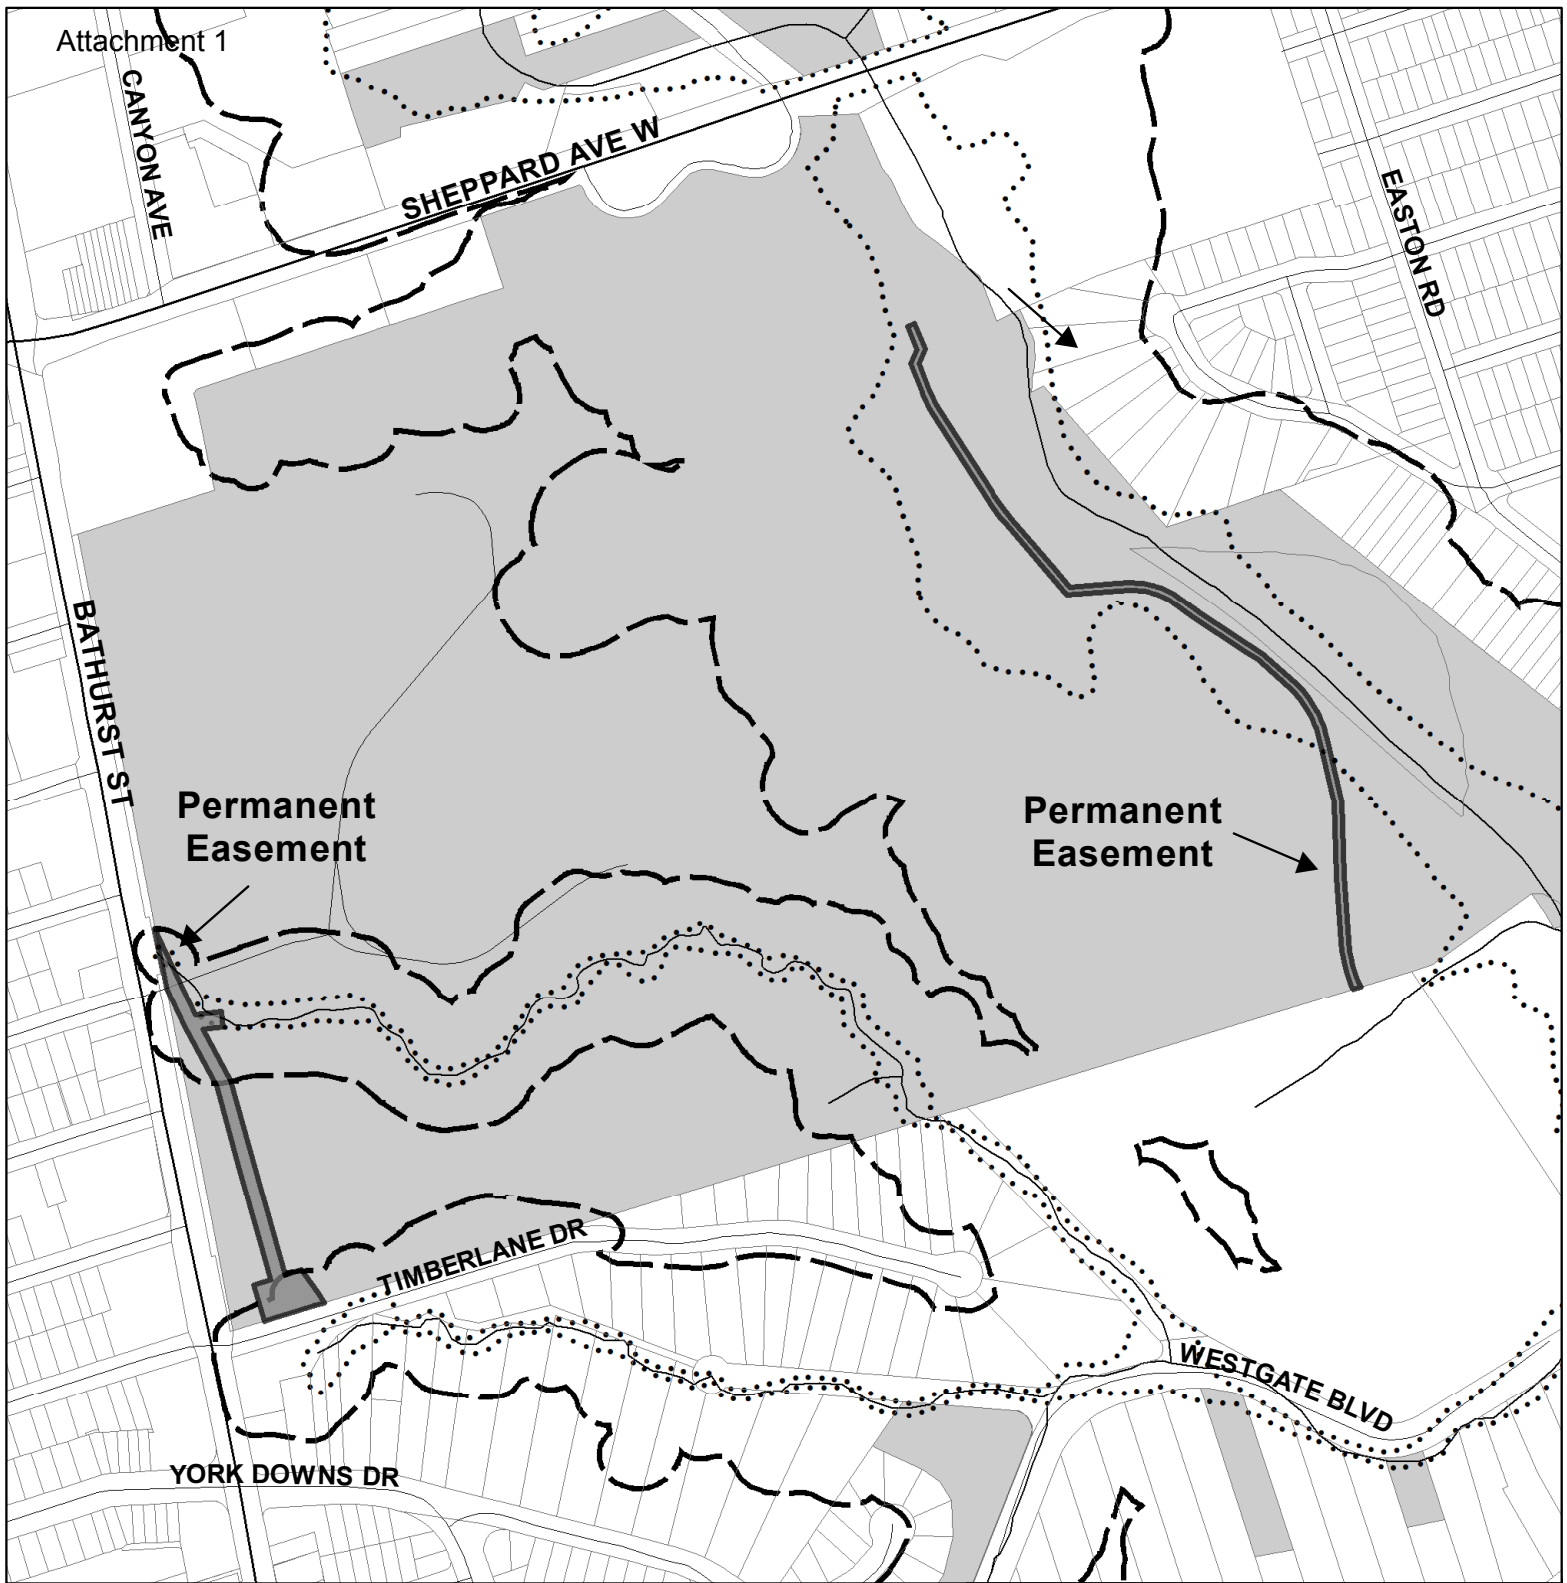 Attachment 1
CANYON AVE
SHEPPARD AVE W
EASTON RD
BATHURST ST
Permanent
Easement
Permanent
Easement
TIMBERLANE DR
WESTGATE BLVD
YORK DOWNS DR